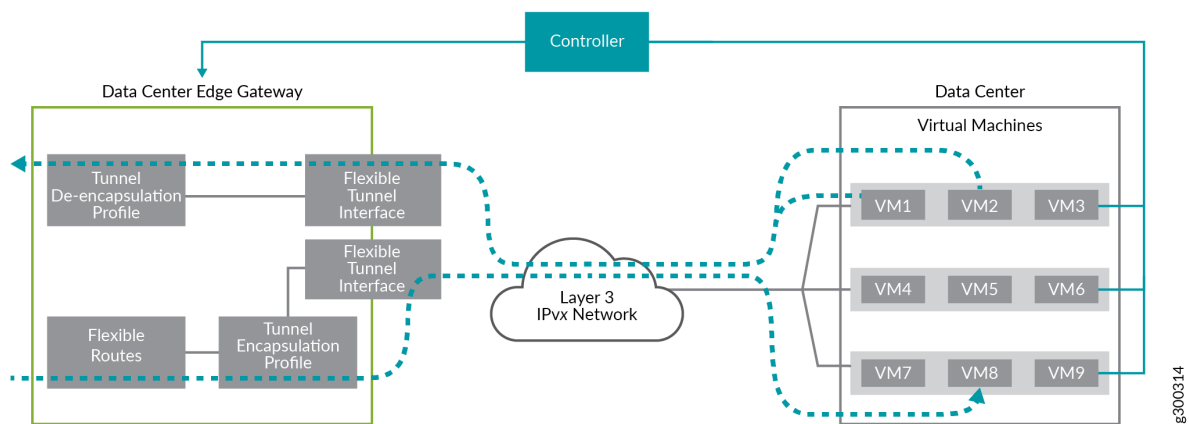 Controller
Data Center Edge Gateway
Data Center
Virtual Machines
Tunnel
De-encapsulation
Profile
Flexible
Tunnel
Interface
VM1
VM2
VM3
Flexible
Tunnel
Interface
Layer 3
IPvx Network
VM4
VM5
VM6
Flexible
Routes
Tunnel
Encapsulation
Profile
VM7
VM8
VM9
g300314